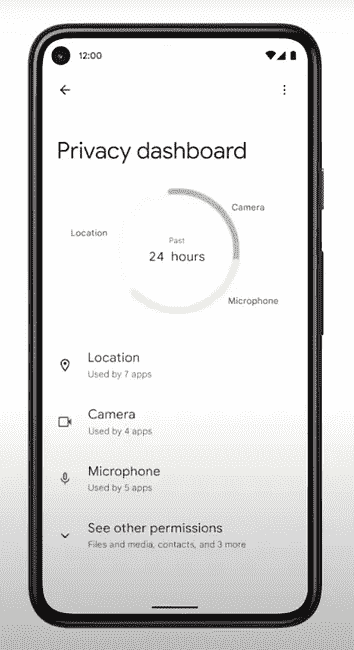 12:00
Privacy dashboard
Camera
Location
Past
24 hours
Microphone
Location
Used by 7 apps
Camera
Used by 4 apps
Microphone
Used by 5 apps
See other permissions
Files and media, contacts, and 3 more